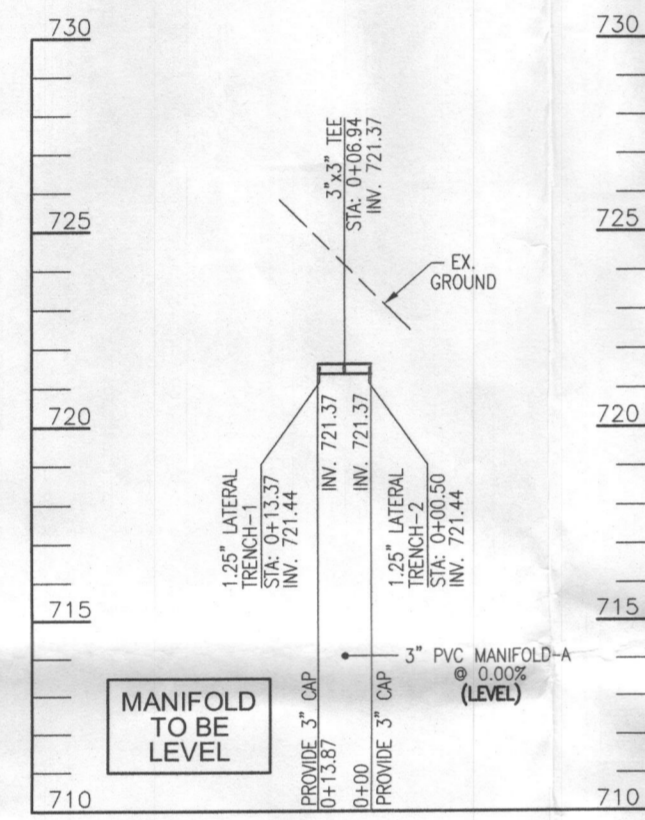 730
730
3"x3" TEE
STA: 0+06.94
INV. 721.37
725
725
EX.
GROUND
720
720
INV. 721.37
INV. 721.37
1.25" LATERAL
TRENCH-1
STA: 0+13.37
INV. 721.44
1.25" LATERAL
TRENCH-2
STA: 0+00.50
INV. 721.44
715
715
3" PVC MANIFOLD-A
@ 0.00%
(LEVEL)
MANIFOLD
TO BE
LEVEL
PROVIDE 3" CAP
0+13.87
0+00
PROVIDE 3" CAP
710
710